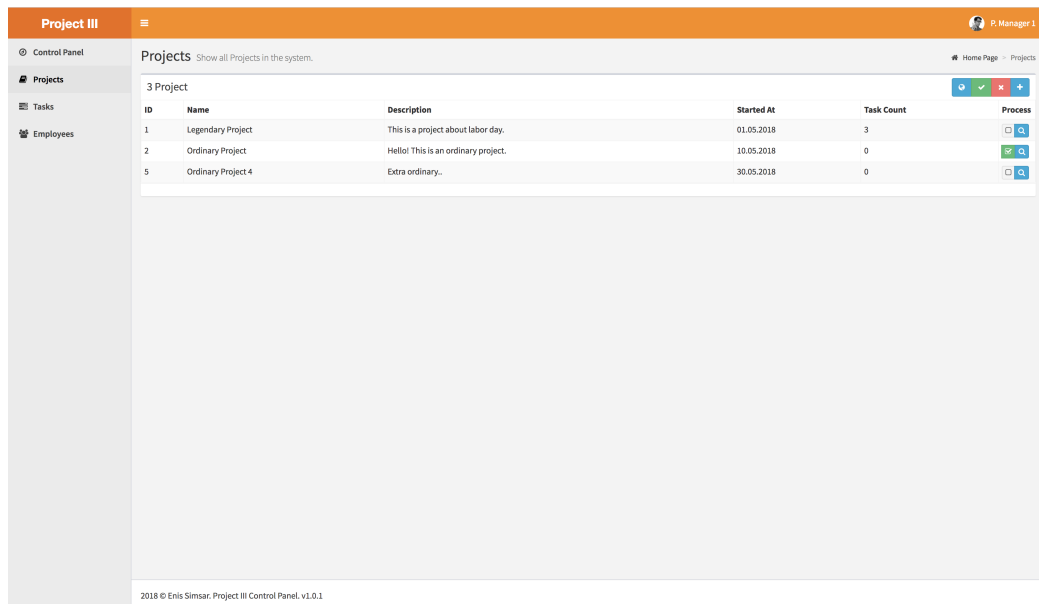 Project III
P. Manager 1
Control Panel
Projects
Tasks
Employees
Projects Show all Projects in the system.
Home Page > Projects
3 Project
ID Name Description Started At Task Count Process
1 Legendary Project This is a project about labor day. 01.05.2018 3
2 Ordinary Project Hello! This is an ordinary project. 10.05.2018 0
5 Ordinary Project 4 Extra ordinary.. 30.05.2018 0
2018 © Enis Simsar. Project III Control Panel. v1.0.1